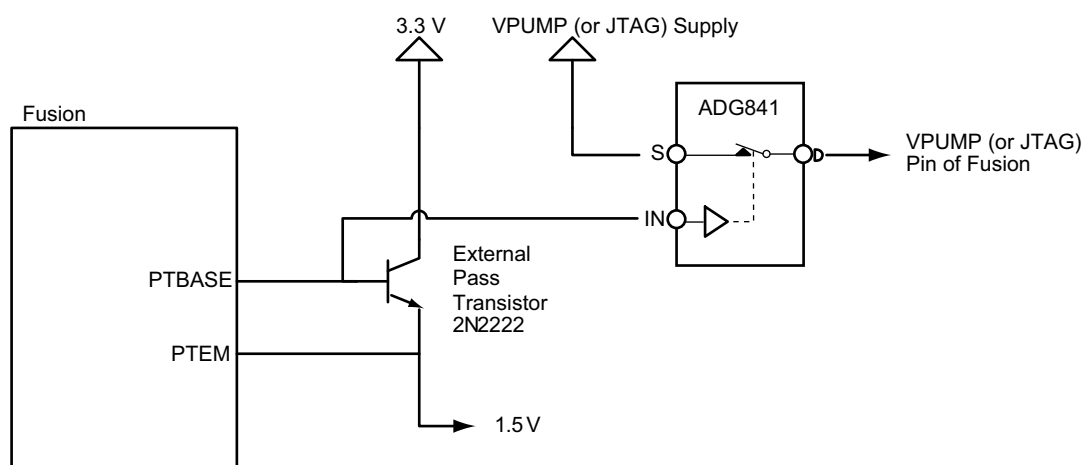 3.3 V
VPUMP (or JTAG) Supply
Fusion
ADG841
S
D
VPUMP (or JTAG)
Pin of Fusion
IN
PTBASE
External
Pass
Transistor
2N2222
PTEM
1.5 V